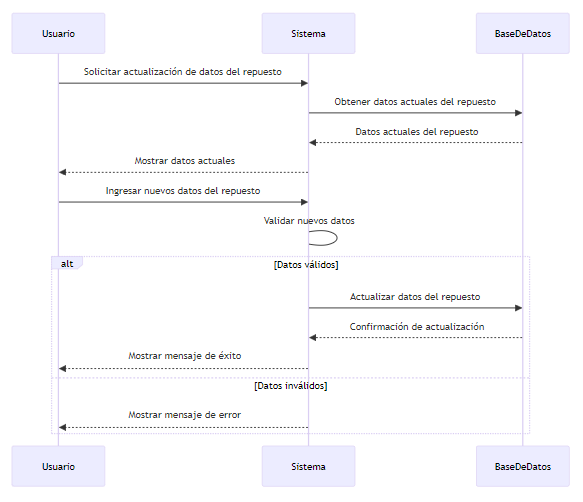 Usuario
Sistema
BaseDeDatos
Solicitar actualización de datos del repuesto
Obtener datos actuales del repuesto
Datos actuales del repuesto
Mostrar datos actuales
Ingresar nuevos datos del repuesto
Validar nuevos datos
alt
[Datos válidos]
Actualizar datos del repuesto
Confirmación de actualización
Mostrar mensaje de éxito
[Datos inválidos]
Mostrar mensaje de error
Usuario
Sistema
BaseDeDatos